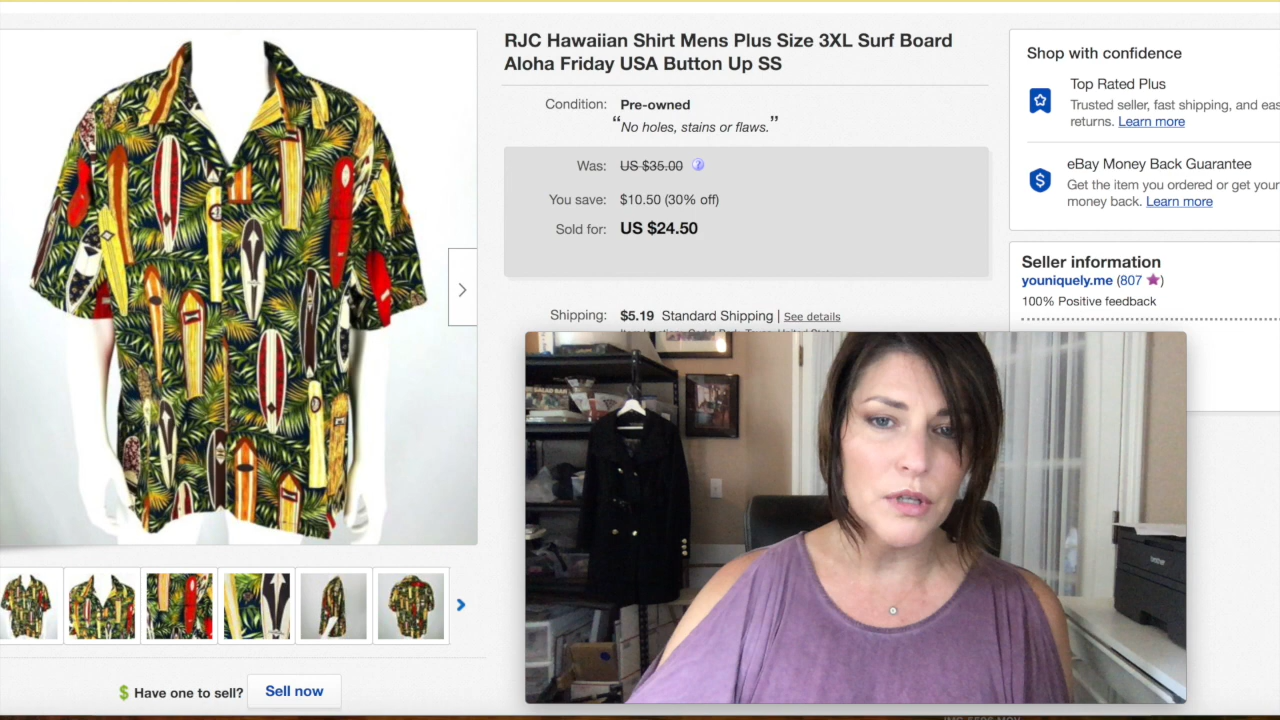 RJC Hawaiian Shirt Mens Plus Size 3XL Surf Board
Aloha Friday USA Button Up SS
Condition: Pre-owned
“No holes, stains or flaws.”
Was: US $35.00
You save: $10.50 (30% off)
Sold for: US $24.50
Shipping: $5.19 Standard Shipping | See details
Have one to sell? Sell now
Shop with confidence
Top Rated Plus
Trusted seller, fast shipping, and eas
returns. Learn more
eBay Money Back Guarantee
Get the item you ordered or get your
money back. Learn more
Seller information
youniquely.me (807)
100% Positive feedback
brother